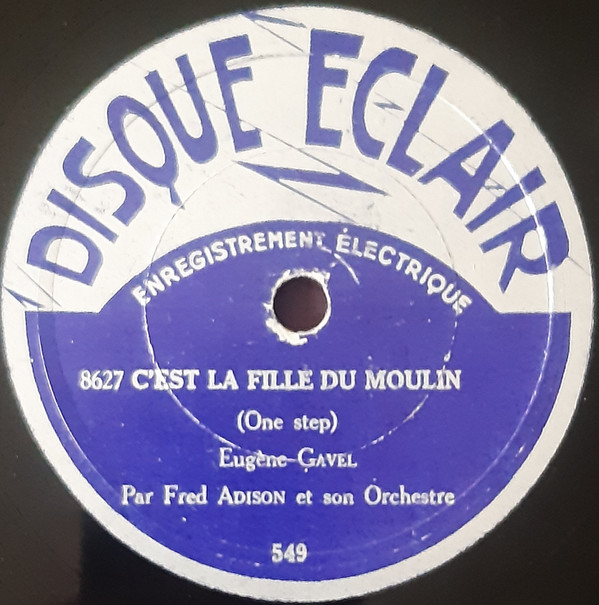 DISQUE ECLAIR
ENREGISTREMENT ÉLECTRIQUE
8627 C'EST LA FILLE DU MOULIN
(One step)
Eugène GAVEL
Par Fred ADISON et son Orchestre
549